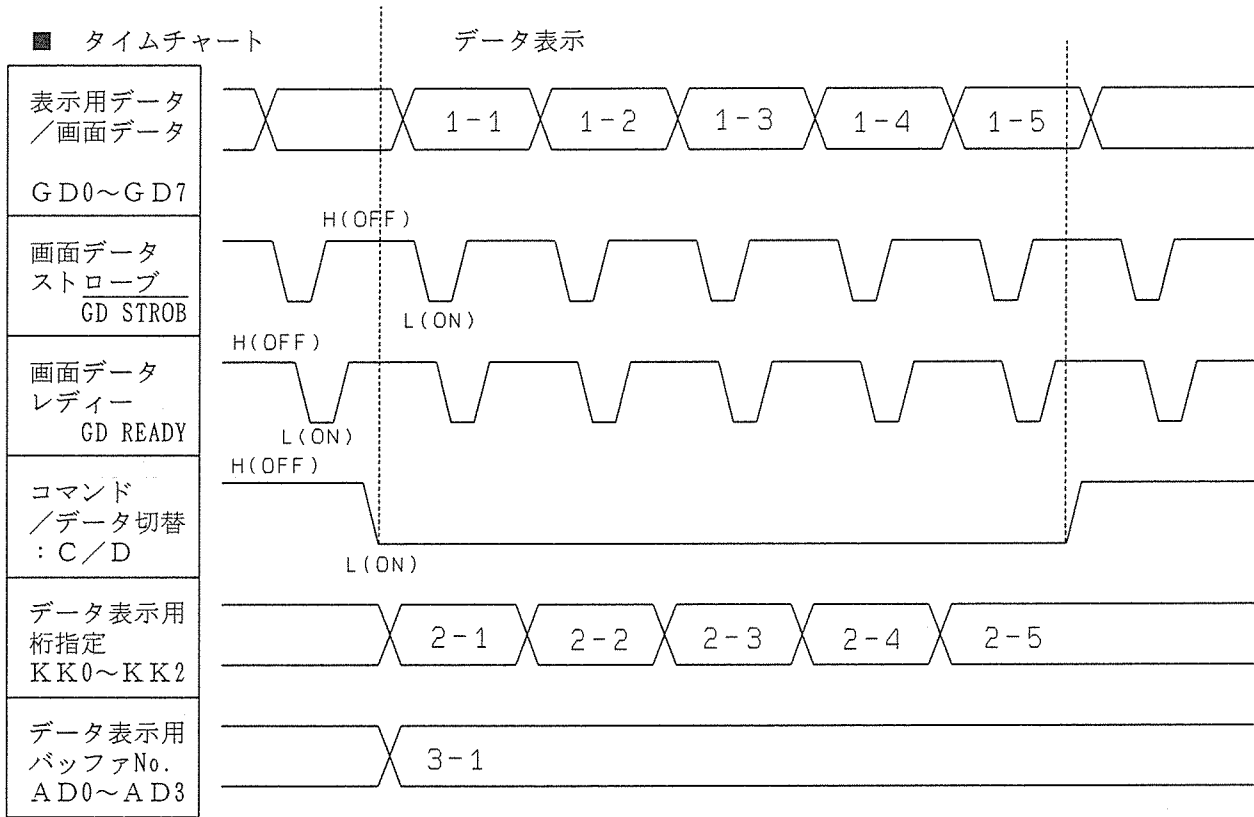 ■ タイムチャート
データ表示
表示用データ
／画面データ
GD0～GD7
1-1
1-2
1-3
1-4
1-5
画面データ
ストローブ
GD STROB
H(OFF)
L(ON)
画面データ
レディー
GD READY
H(OFF)
L(ON)
コマンド
／データ切替
：C／D
H(OFF)
L(ON)
データ表示用
桁指定
KK0～KK2
2-1
2-2
2-3
2-4
2-5
データ表示用
バッファNo.
AD0～AD3
3-1